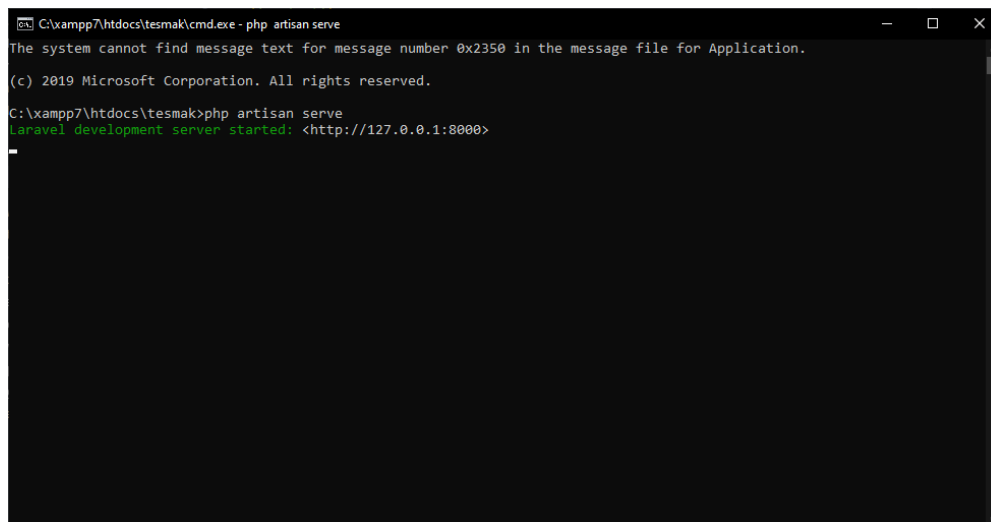 C:\xampp7\htdocs\tesmak\cmd.exe - php  artisan serve
The system cannot find message text for message number 0x2350 in the message file for Application.
(c) 2019 Microsoft Corporation. All rights reserved.
C:\xampp7\htdocs\tesmak>php artisan serve
Laravel development server started: <http://127.0.0.1:8000>